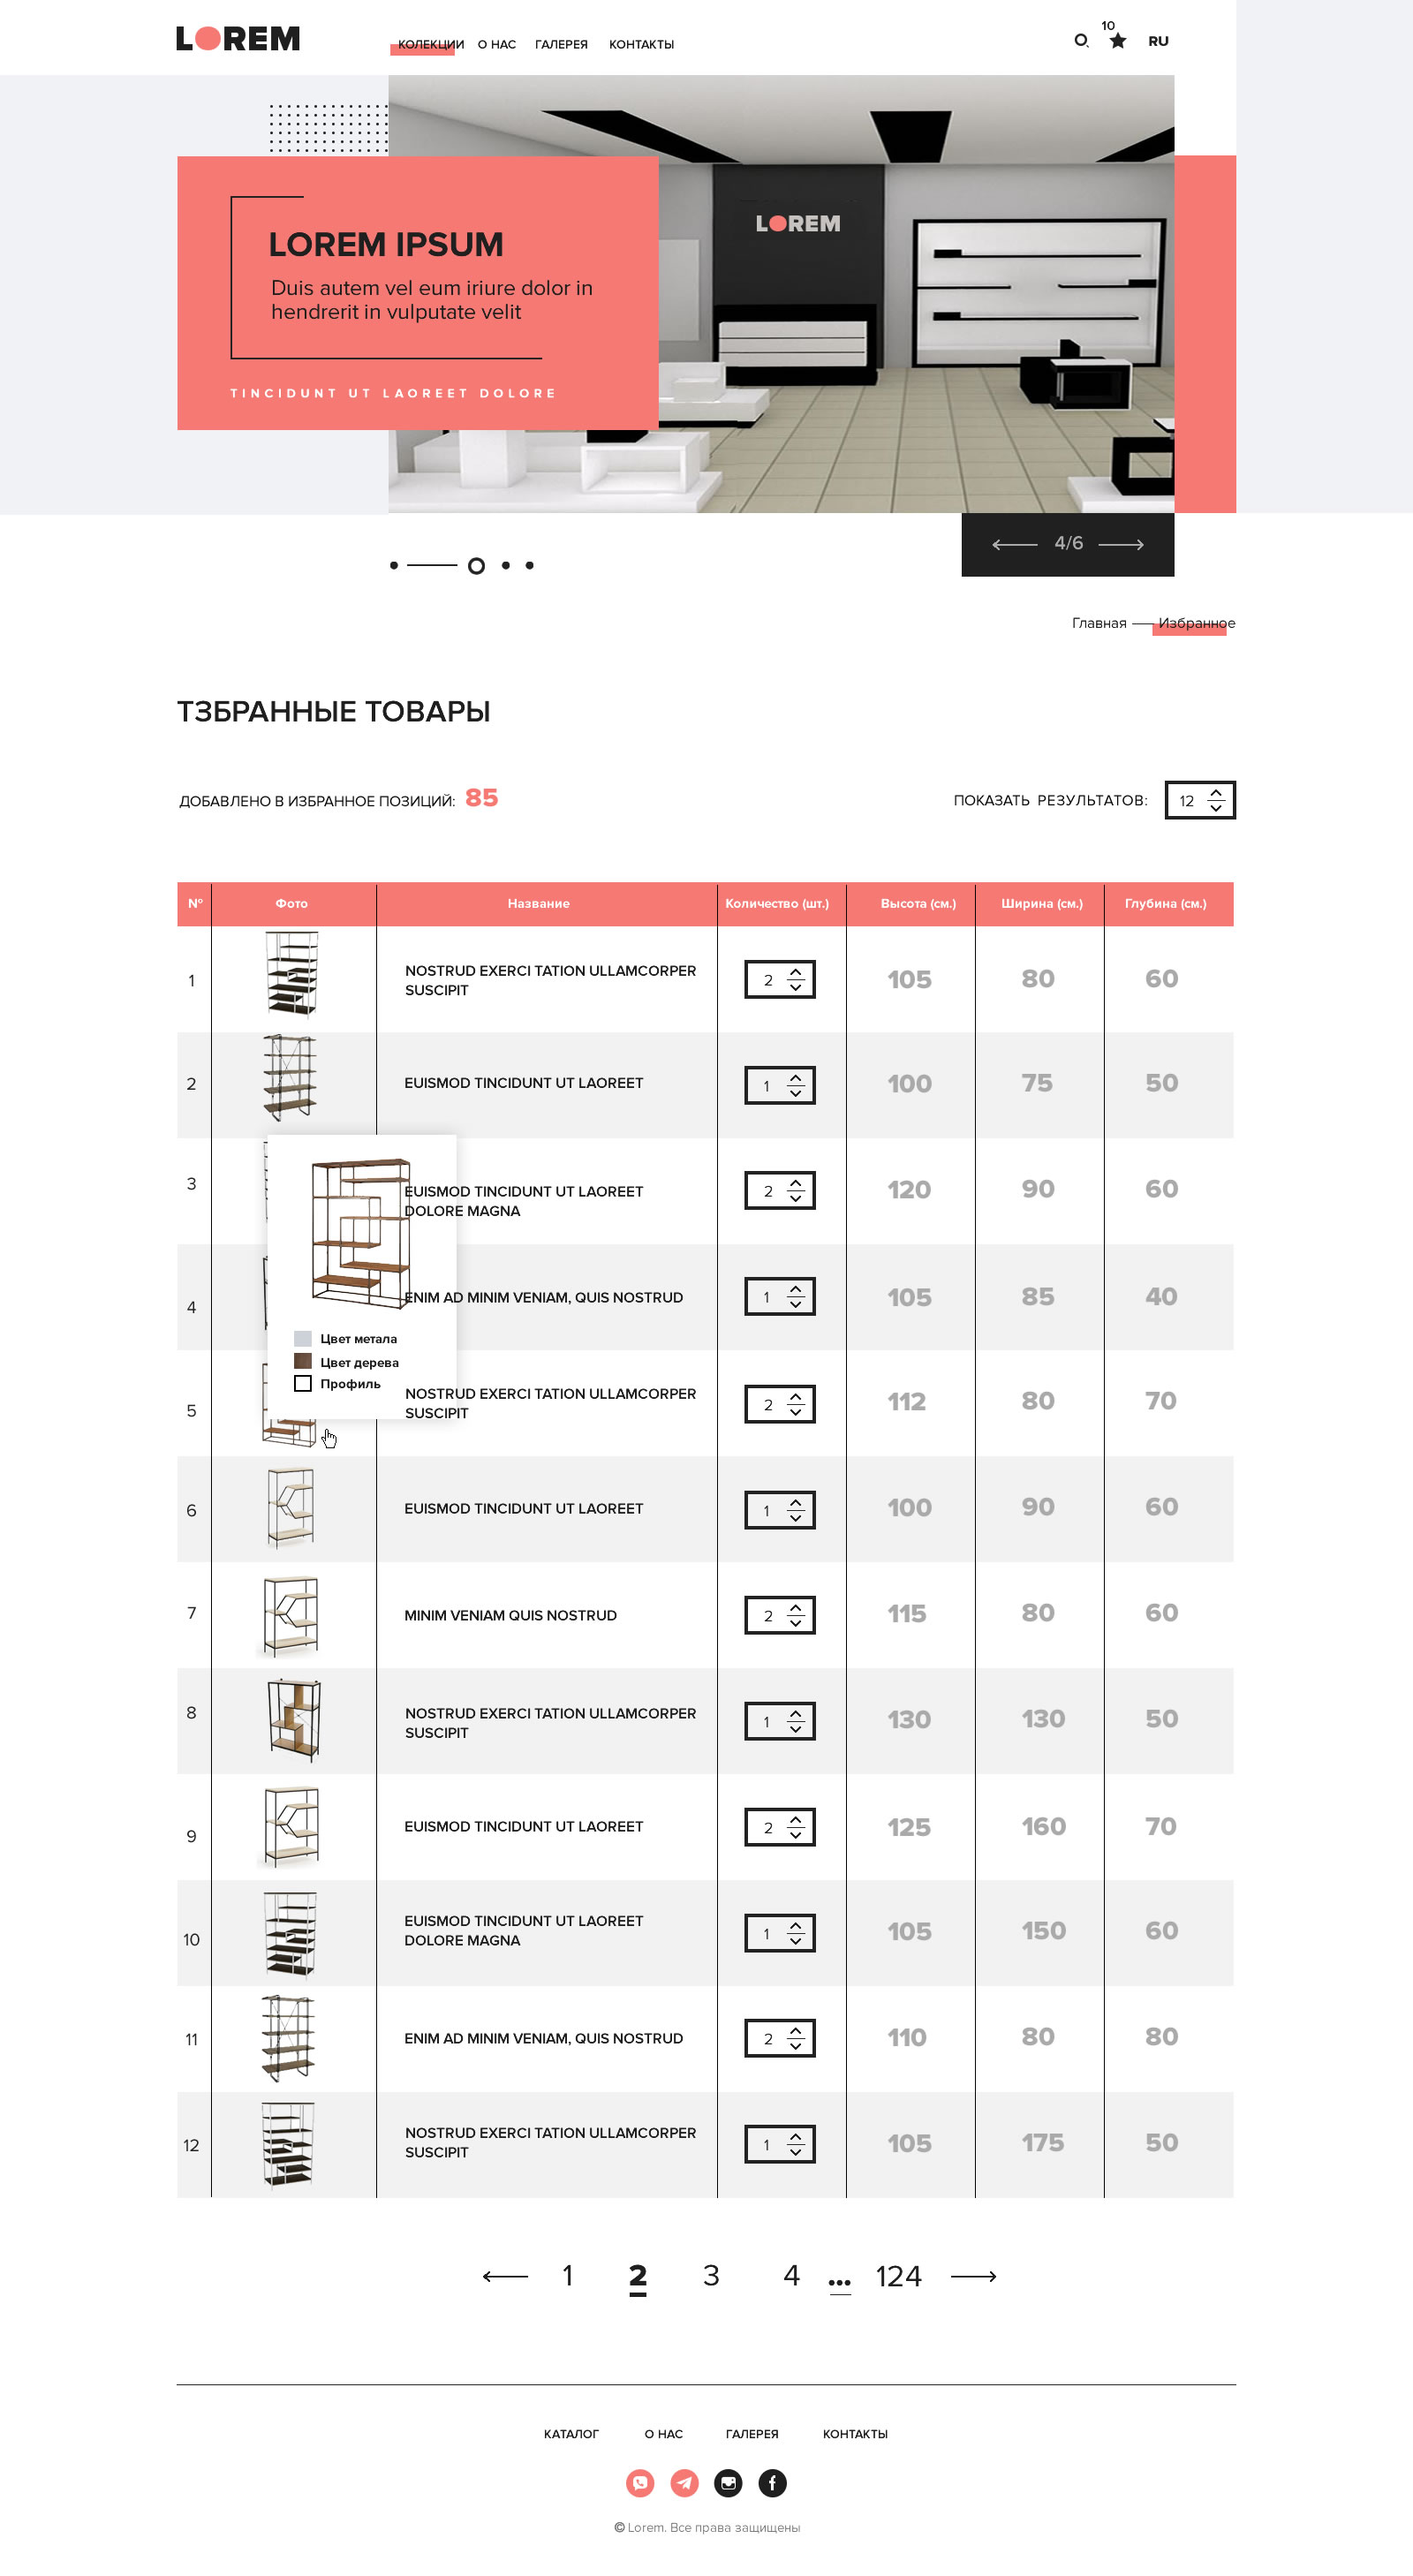 LOREM
КОЛЕКЦИИ О НАС ГАЛЕРЕЯ КОНТАКТЫ
10
RU
LOREM
LOREM IPSUM
Duis autem vel eum iriure dolor in
hendrerit in vulputate velit
TINCIDUNT UT LAOREET DOLORE
4/6
Главная — Избранное
ТЗБРАННЫЕ ТОВАРЫ
ДОБАВЛЕНО В ИЗБРАННОЕ ПОЗИЦИЙ: 85
ПОКАЗАТЬ РЕЗУЛЬТАТОВ: 12
№ Фото Название Количество (шт.) Высота (см.) Ширина (см.) Глубина (см.)
1 NOSTRUD EXERCI TATION ULLAMCORPER 2 105 80 60
SUSCIPIT
2 EUISMOD TINCIDUNT UT LAOREET 1 100 75 50
3 EUISMOD TINCIDUNT UT LAOREET 2 120 90 60
DOLORE MAGNA
4 ENIM AD MINIM VENIAM, QUIS NOSTRUD 1 105 85 40
Цвет метала
Цвет дерева
Профиль
5 NOSTRUD EXERCI TATION ULLAMCORPER 2 112 80 70
SUSCIPIT
6 EUISMOD TINCIDUNT UT LAOREET 1 100 90 60
7 MINIM VENIAM QUIS NOSTRUD 2 115 80 60
8 NOSTRUD EXERCI TATION ULLAMCORPER 1 130 130 50
SUSCIPIT
9 EUISMOD TINCIDUNT UT LAOREET 2 125 160 70
10 EUISMOD TINCIDUNT UT LAOREET 1 105 150 60
DOLORE MAGNA
11 ENIM AD MINIM VENIAM, QUIS NOSTRUD 2 110 80 80
12 NOSTRUD EXERCI TATION ULLAMCORPER 1 105 175 50
SUSCIPIT
1 2 3 4 ... 124
КАТАЛОГ О НАС ГАЛЕРЕЯ КОНТАКТЫ
© Lorem. Все права защищены